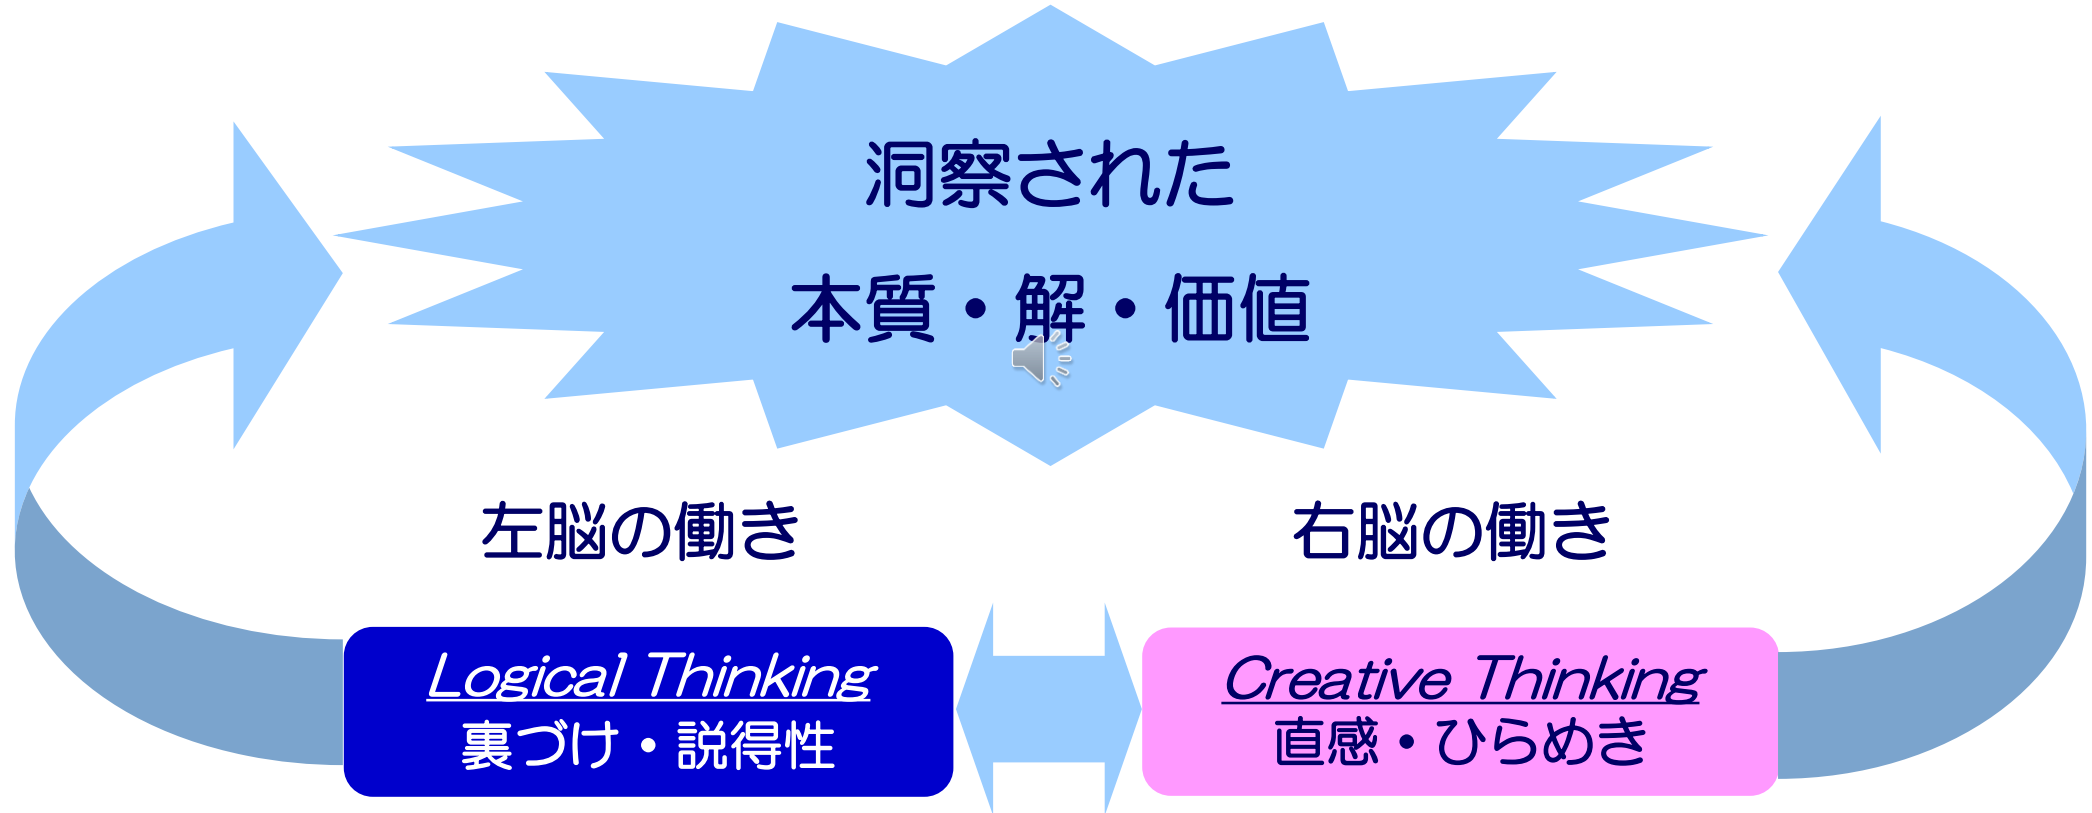 洞察された
本質・解・価値
左脳の働き
右脳の働き
Logical Thinking
裏づけ・説得性
Creative Thinking
直感・ひらめき